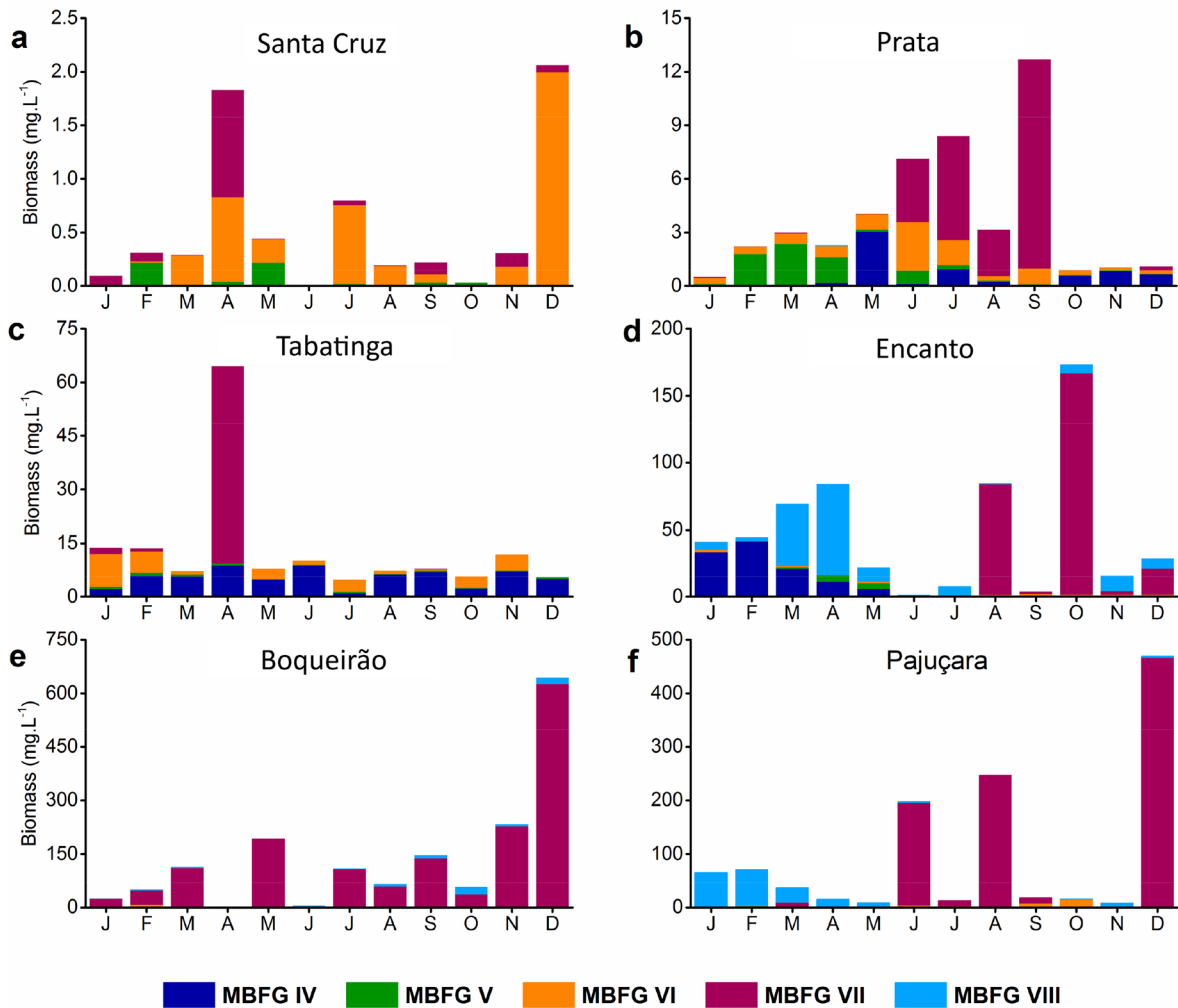 a
Santa Cruz
Biomass (mg.L⁻¹)
2.5
2.0
1.5
1.0
0.5
0.0
J F M A M J J A S O N D
b
Prata
15
12
9
6
3
0
J F M A M J J A S O N D
c
Tabatinga
Biomass (mg.L⁻¹)
75
60
45
30
15
0
J F M A M J J A S O N D
d
Encanto
200
150
100
50
0
J F M A M J J A S O N D
e
Boqueirão
Biomass (mg.L⁻¹)
750
600
450
300
150
0
J F M A M J J A S O N D
f
Pajuçara
500
400
300
200
100
0
J F M A M J J A S O N D
MBFG IV MBFG V MBFG VI MBFG VII MBFG VIII